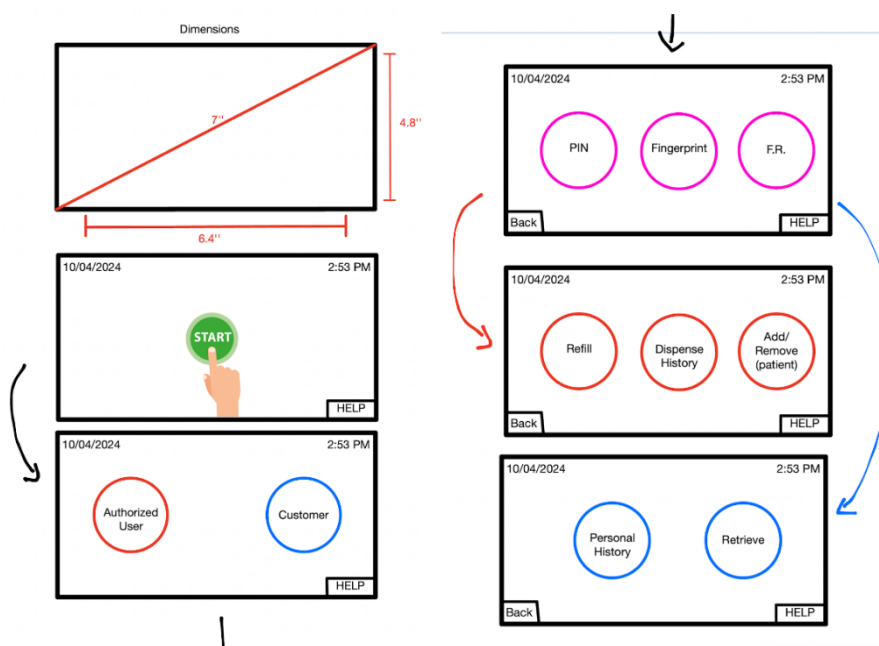 Dimensions
7''
4.8''
6.4''
10/04/2024 2:53 PM
START
HELP
10/04/2024 2:53 PM
Authorized
User
Customer
HELP
10/04/2024 2:53 PM
PIN
Fingerprint
F.R.
Back
HELP
10/04/2024 2:53 PM
Refill
Dispense
History
Add/
Remove
(patient)
Back
HELP
10/04/2024 2:53 PM
Personal
History
Retrieve
Back
HELP